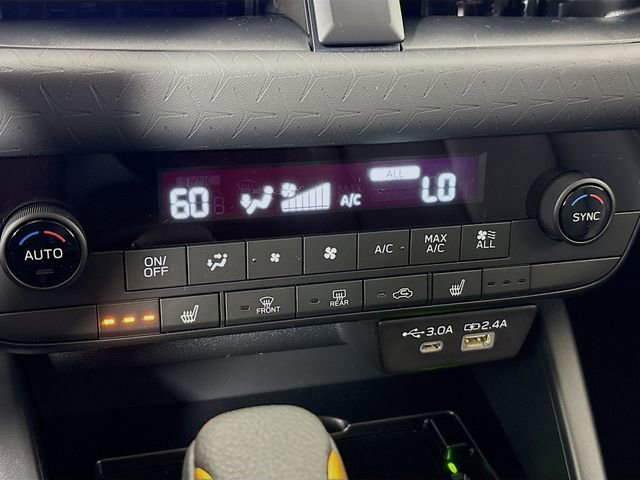 ALL
60 A/C LO
AUTO
SYNC
ON/
OFF
A/C
MAX
A/C
ALL
FRONT
REAR
3.0A 2.4A